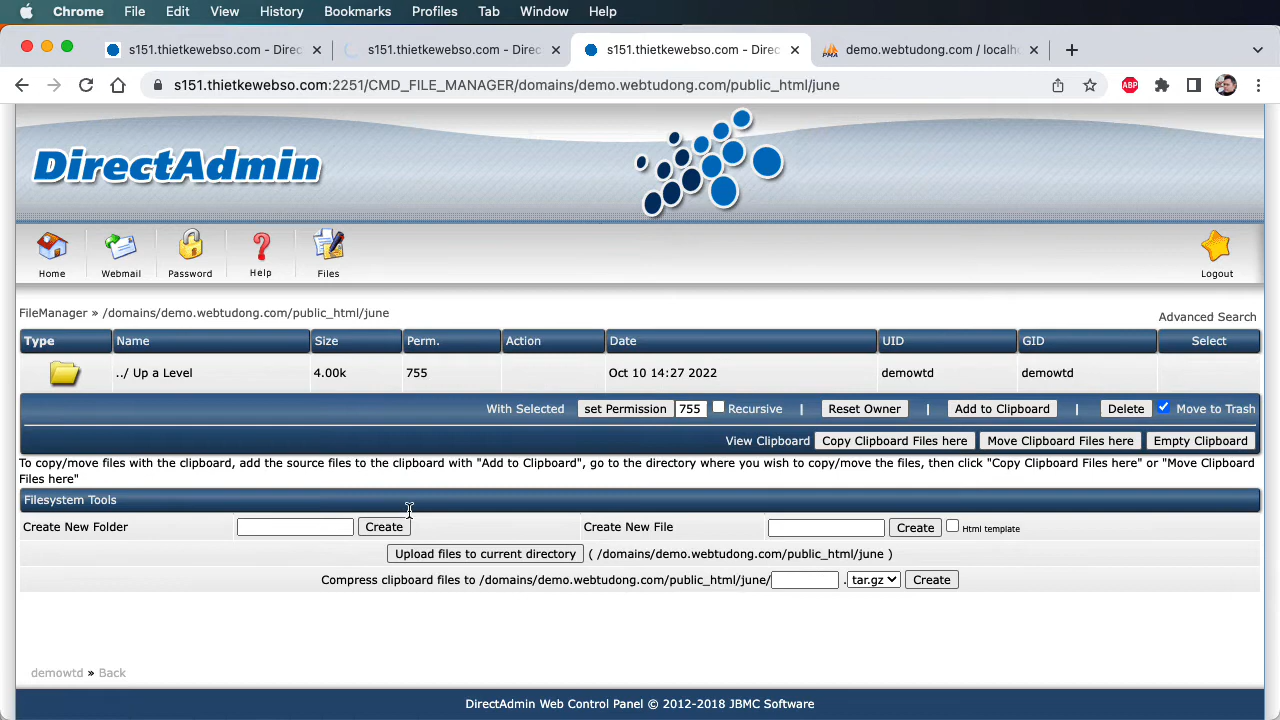 Chrome File Edit View History Bookmarks Profiles Tab Window Help
s151.thietkewebso.com - Direc s151.thietkewebso.com - Direc s151.thietkewebso.com - Direc PMA demo.webtudong.com / localh
s151.thietkewebso.com:2251/CMD_FILE_MANAGER/domains/demo.webtudong.com/public_html/june ABP
DirectAdmin
Home Webmail Password Help Files Logout
FileManager » /domains/demo.webtudong.com/public_html/june
Advanced Search
Type Name Size Perm. Action Date UID GID Select
../ Up a Level 4.00k 755 Oct 10 14:27 2022 demowtd demowtd
With Selected set Permission 755 Recursive | Reset Owner | Add to Clipboard | Delete Move to Trash
View Clipboard Copy Clipboard Files here Move Clipboard Files here Empty Clipboard
To copy/move files with the clipboard, add the source files to the clipboard with "Add to Clipboard", go to the directory where you wish to copy/move the files, then click "Copy Clipboard Files here" or "Move Clipboard
Files here"
Filesystem Tools
Create New Folder Create Create New File Create Html template
Upload files to current directory ( /domains/demo.webtudong.com/public_html/june )
Compress clipboard files to /domains/demo.webtudong.com/public_html/june/ .tar.gz Create
demowtd » Back
DirectAdmin Web Control Panel © 2012-2018 JBMC Software